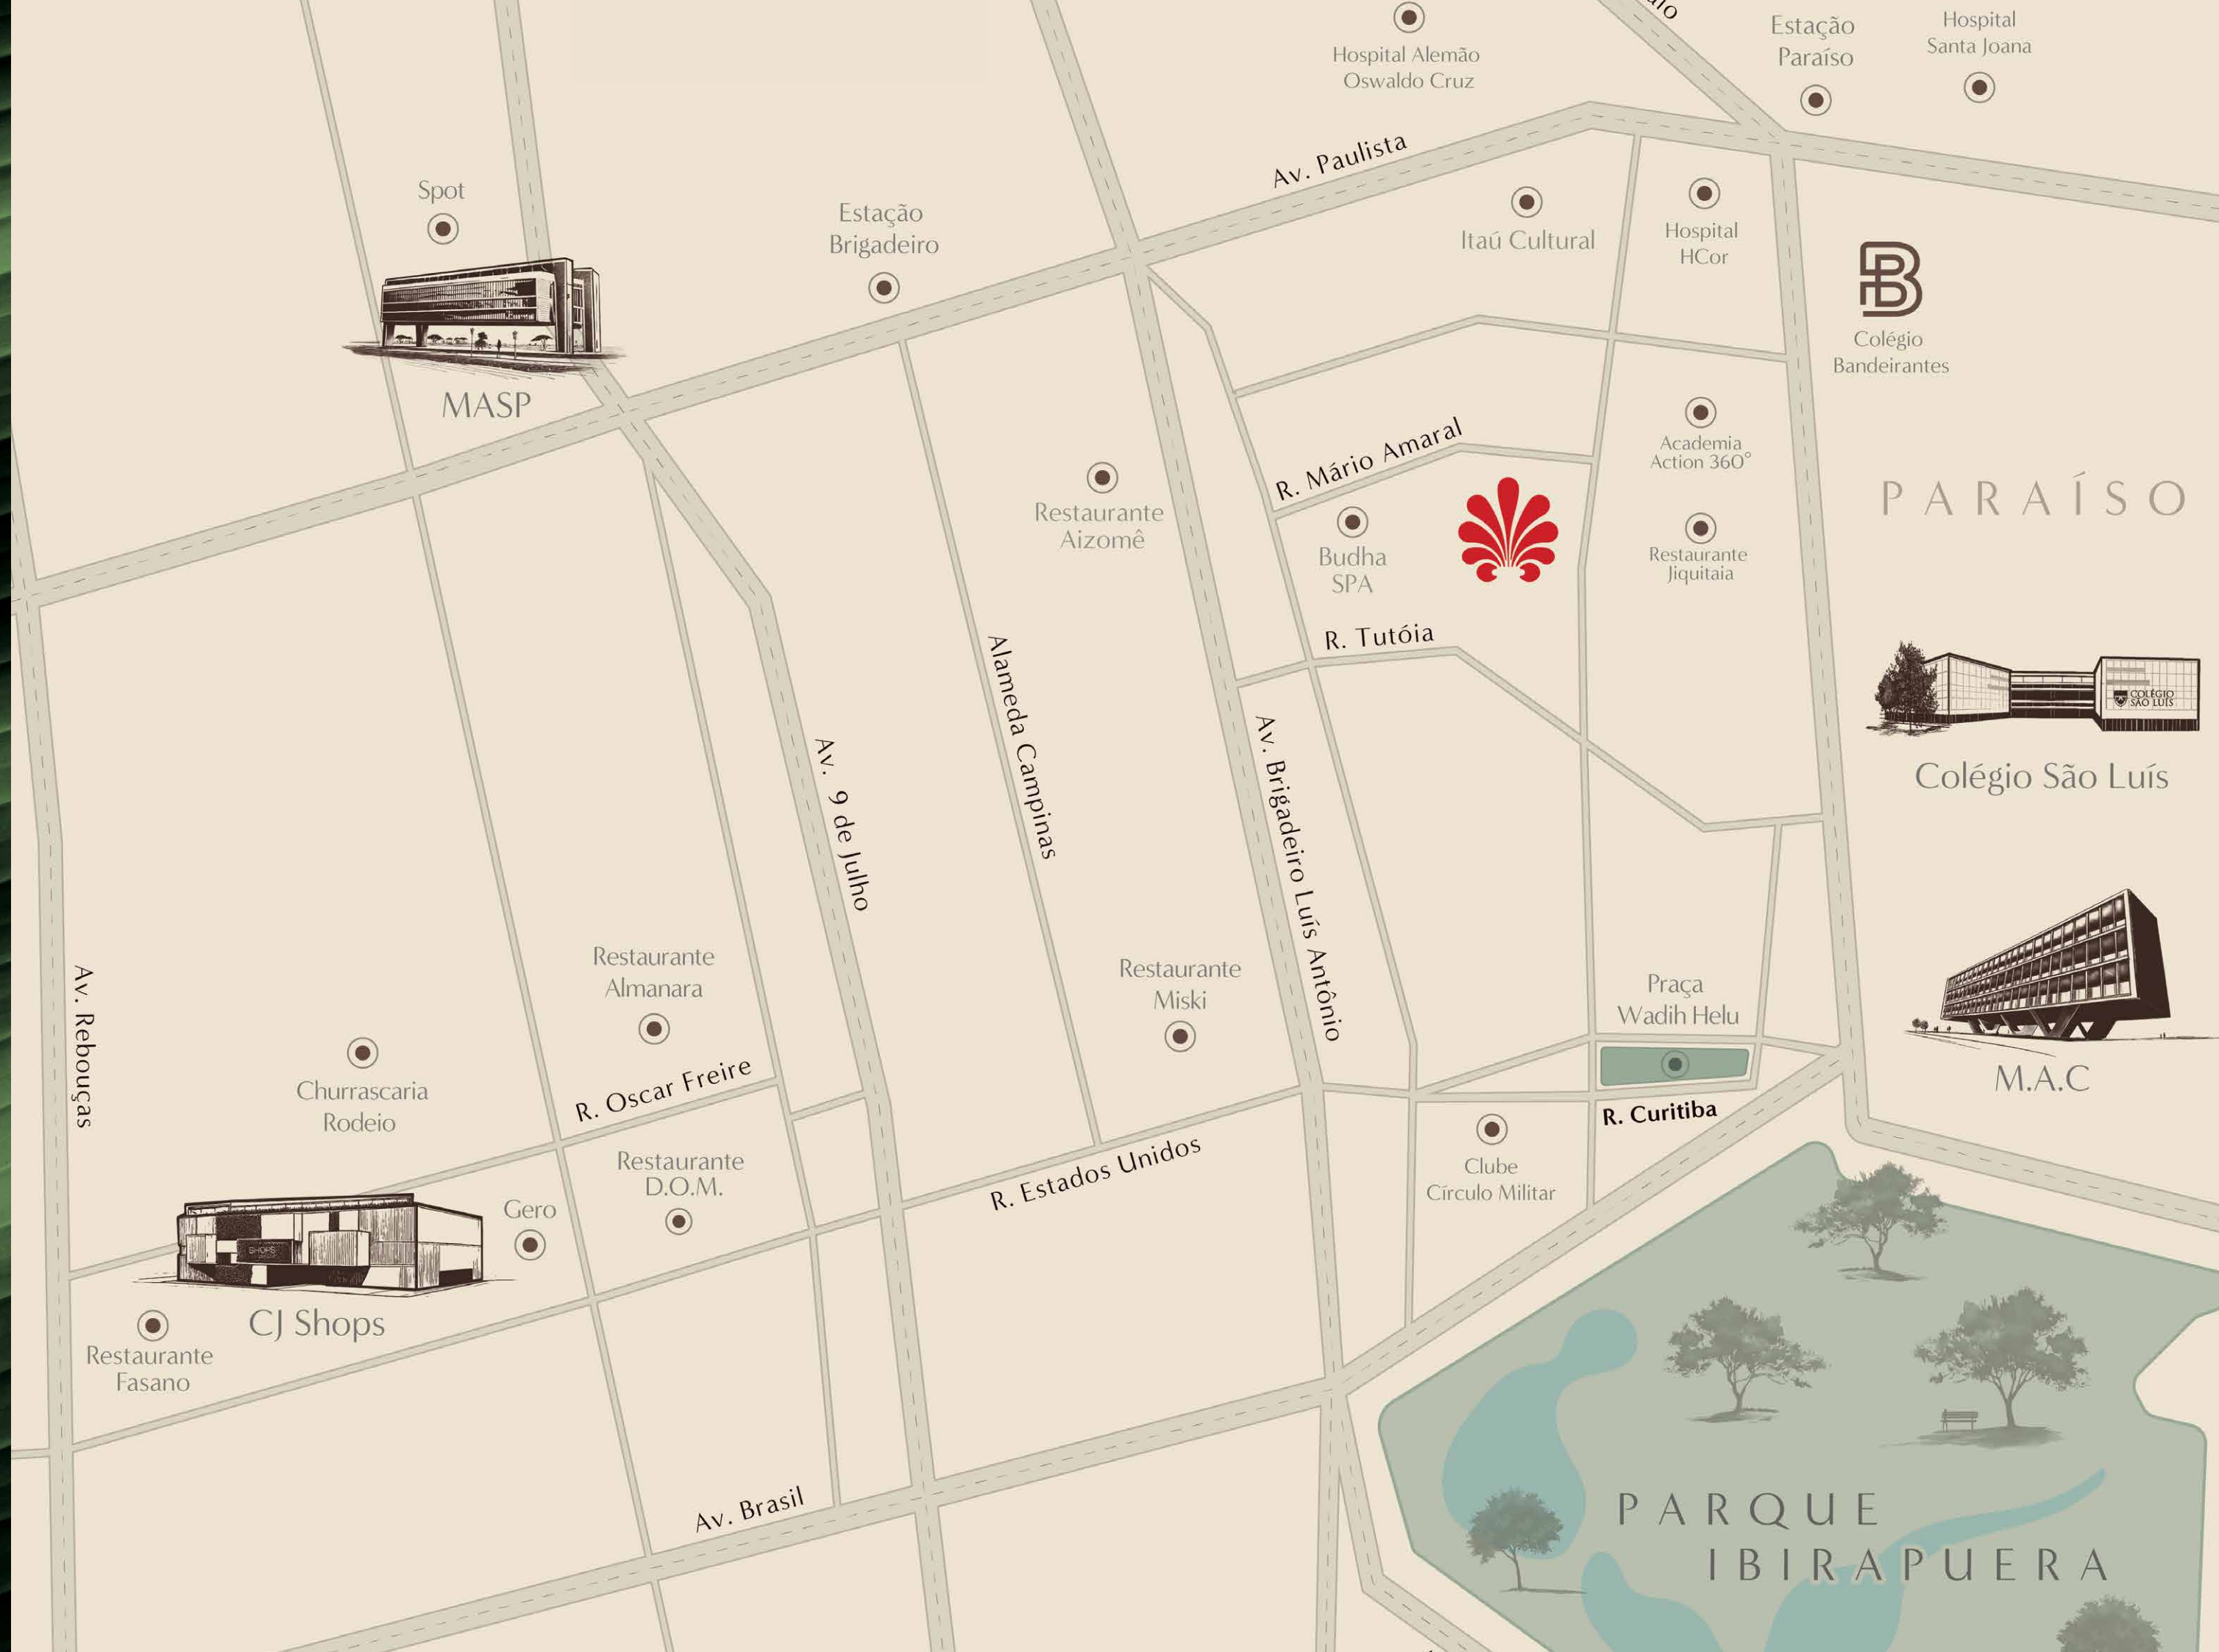 Hospital Alemão
Oswaldo Cruz
Estação
Paraíso
Hospital
Santa Joana
Av. Paulista
Spot
Estação
Brigadeiro
Itaú Cultural
Hospital
HCor
B
Colégio
Bandeirantes
MASP
R. Mário Amaral
Academia
Action 360°
Restaurante
Aizomê
PARAÍSO
Budha
SPA
Restaurante
Jiquitaia
R. Tutóia
Alameda Campinas
COLÉGIO
SÃO LUÍS
Colégio São Luís
Av. 9 de Julho
Av. Brigadeiro Luís Antônio
Restaurante
Almanara
Restaurante
Miski
Praça
Wadih Helu
Av. Rebouças
Churrascaria
Rodeio
R. Oscar Freire
M.A.C
R. Curitiba
R. Estados Unidos
Restaurante
D.O.M.
Clube
Círculo Militar
Gero
SHOPS
CJ Shops
Restaurante
Fasano
Av. Brasil
PARQUE
IBIRAPUERA